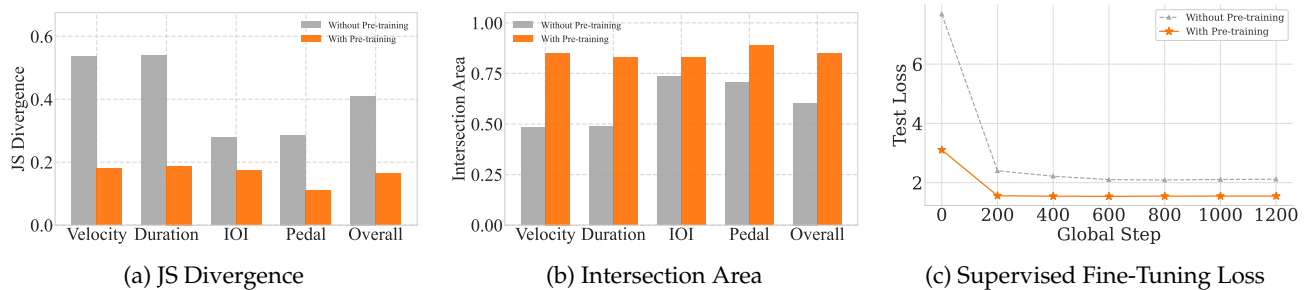 JS Divergence
0.6
0.4
0.2
0.0
Without Pre-training
With Pre-training
Velocity Duration IOI Pedal Overall
(a) JS Divergence
Intersection Area
1.00
0.75
0.50
0.25
0.00
Without Pre-training
With Pre-training
Velocity Duration IOI Pedal Overall
(b) Intersection Area
Test Loss
6
4
2
Without Pre-training
With Pre-training
0 200 400 600 800 1000 1200
Global Step
(c) Supervised Fine-Tuning Loss